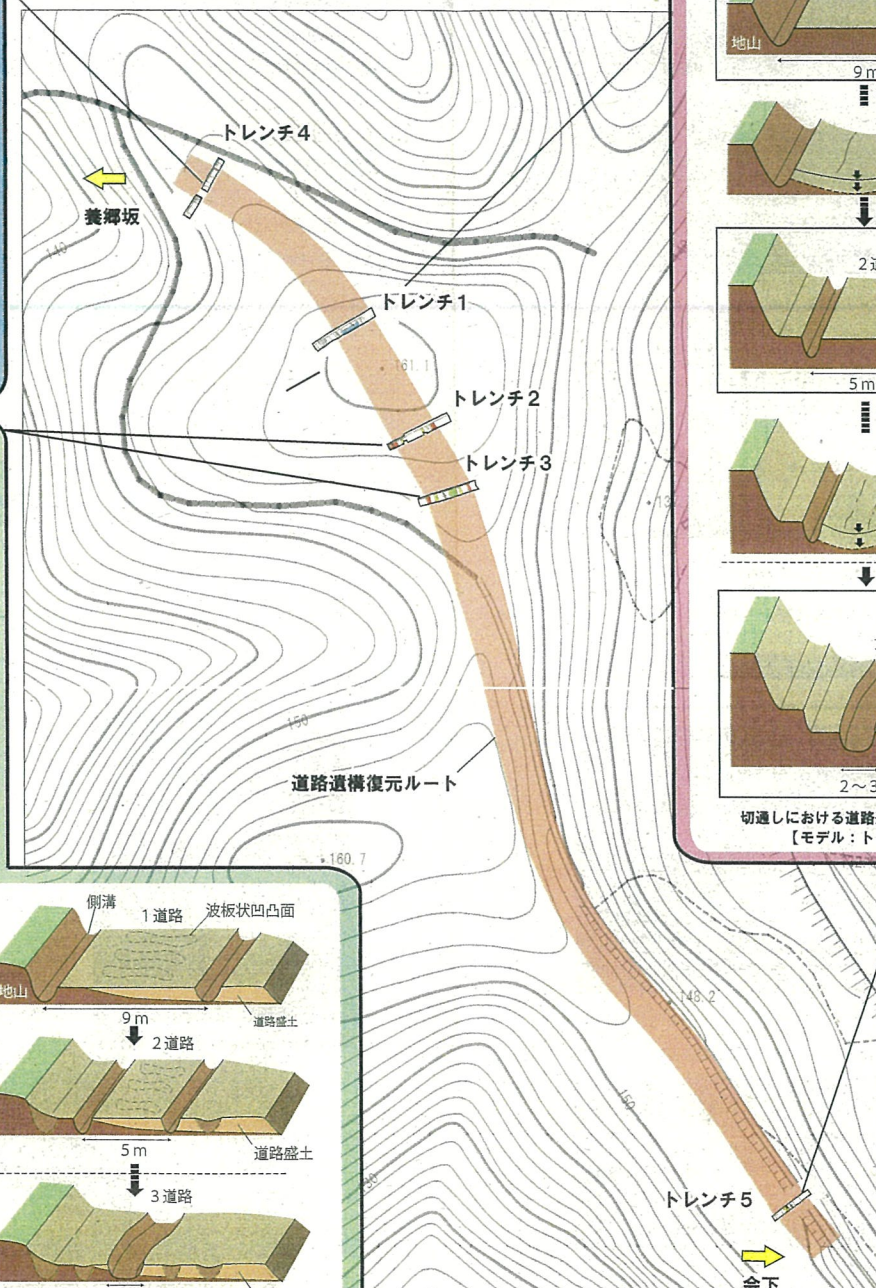 トレンチ4
養郷坂
140
トレンチ1
161.1
トレンチ2
トレンチ3
150
道路遺構復元ルート
160.7
148.2
150
トレンチ5
会下
側溝
1道路
波板状凹凸面
地山
9m
道路盛土
2道路
5m
道路盛土
3道路
地山
9m
2道
5m
2～3
切通しにおける道路
【モデル：ト